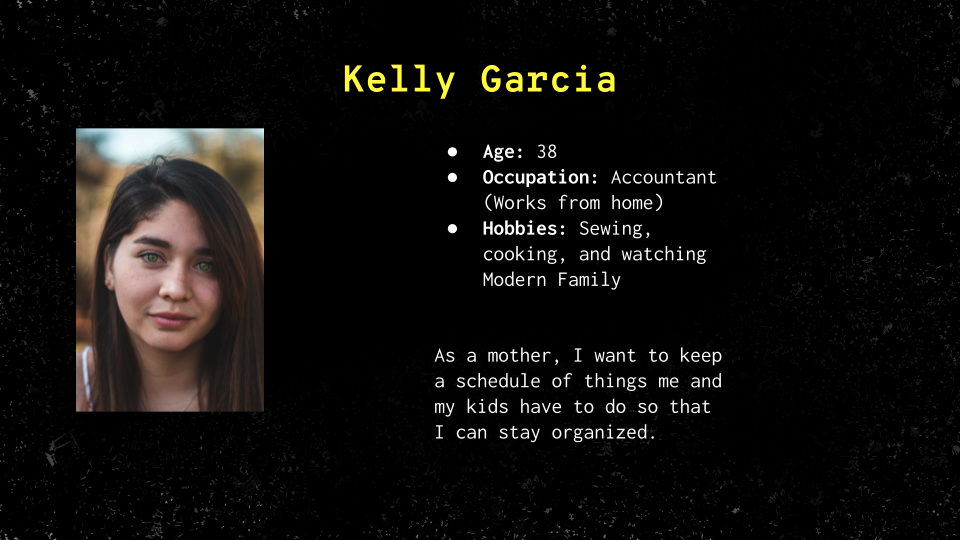 Kelly Garcia
● Age: 38
● Occupation: Accountant
(Works from home)
● Hobbies: Sewing,
cooking, and watching
Modern Family
As a mother, I want to keep
a schedule of things me and
my kids have to do so that
I can stay organized.